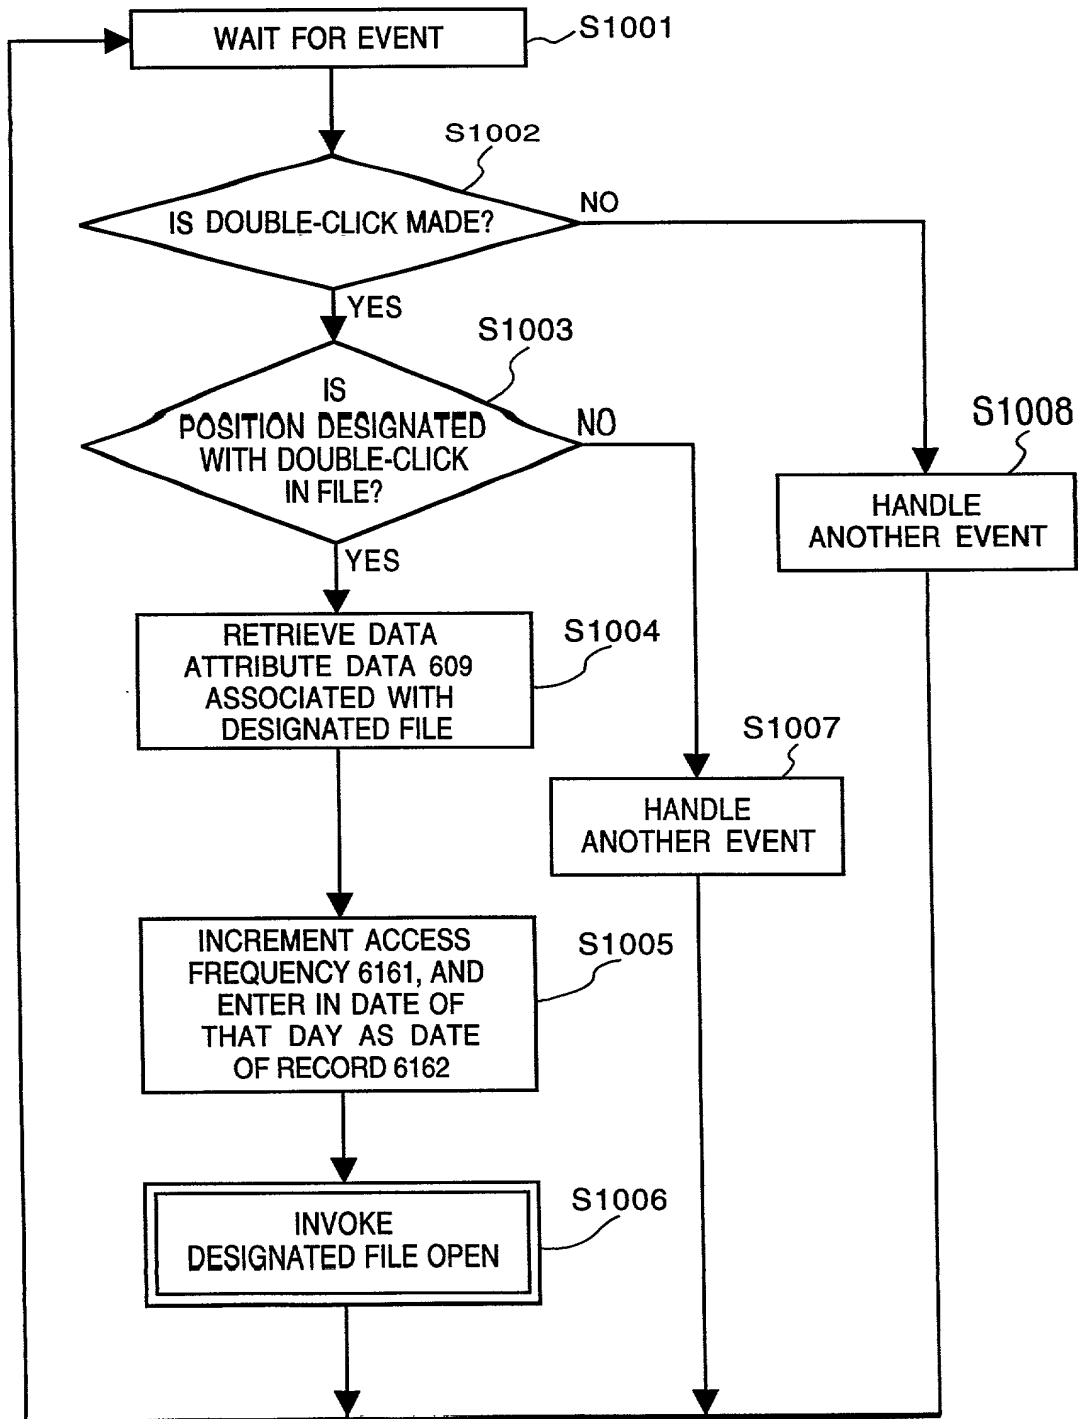 WAIT FOR EVENT
S1001
S1002
IS DOUBLE-CLICK MADE?
NO
YES
S1003
IS
POSITION DESIGNATED
WITH DOUBLE-CLICK
IN FILE?
NO
YES
S1008
HANDLE
ANOTHER EVENT
RETRIEVE DATA
ATTRIBUTE DATA 609
ASSOCIATED WITH
DESIGNATED FILE
S1004
S1007
HANDLE
ANOTHER EVENT
INCREMENT ACCESS
FREQUENCY 6161, AND
ENTER IN DATE OF
THAT DAY AS DATE
OF RECORD 6162
S1005
INVOKE
DESIGNATED FILE OPEN
S1006